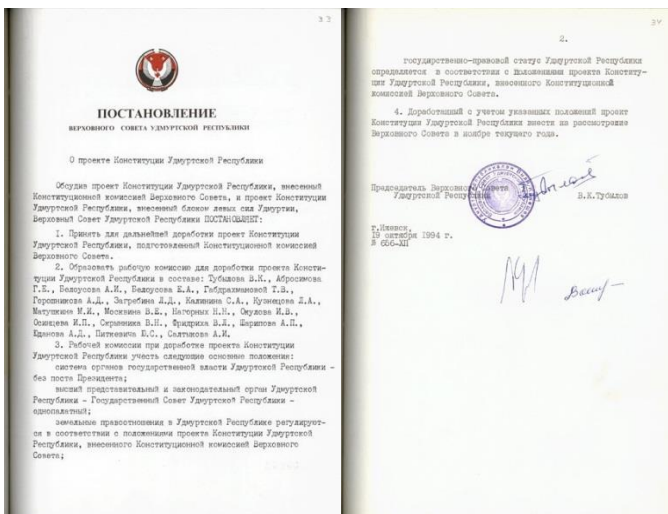 33
ПОСТАНОВЛЕНИЕ
ВЕРХОВНОГО СОВЕТА УДМУРТСКОЙ РЕСПУБЛИКИ
О проекте Конституции Удмуртской Республики
Обсудив проект Конституции Удмуртской Республики, внесенный
Конституционной комиссией Верховного Совета, и проект Конституции
Удмуртской Республики, внесенный блоком левых сил Удмуртии,
Верховный Совет Удмуртской Республики ПОСТАНОВЛЯЕТ:
I. Принять для дальнейшей доработки проект Конституции
Удмуртской Республики, подготовленный Конституционной комиссией
Верховного Совета.
2. Образовать рабочую комиссию для доработки проекта Консти-
туции Удмуртской Республики в составе: Тубылова В.К., Абросимова
Г.Е., Белоусова А.И., Белоусова Е.А., Габдрахмановой Т.В.,
Горошникова А.Д., Загребина Л.Д., Калинина С.А., Кузнецова Л.А.,
Матушкина М.И., Москвина В.Е., Нагорных Н.Н., Окулова И.В.,
Осинцева И.П., Скрыника В.Н., Фридриха В.Я., Шарипова А.П.,
Еданова А.Д., Питкевича Ю.С., Салтыкова А.И.
3. Рабочей комиссии при доработке проекта Конституции
Удмуртской Республики учесть следующие основные положения:
система органов государственной власти Удмуртской Республики -
без поста Президента;
высший представительный и законодательный орган Удмуртской
Республики - Государственный Совет Удмуртской Республики -
однопалатный;
земельные правоотношения в Удмуртской Республике регулируют-
ся в соответствии с положениями проекта Конституции Удмуртской
Республики, внесенного Конституционной комиссией Верховного
Совета;
34
2.
государственно-правовой статус Удмуртской Республики
определяется в соответствии с положениями проекта Конститу-
ции Удмуртской Республики, внесенного Конституционной
комиссией Верховного Совета.
4. Доработанный с учетом указанных положений проект
Конституции Удмуртской Республики внести на рассмотрение
Верховного Совета в ноябре текущего года.
Председатель Верховного Совета
Удмуртской Республики В.К.Тубылов
г.Ижевск
19 октября 1994 г.
№ 656-XII